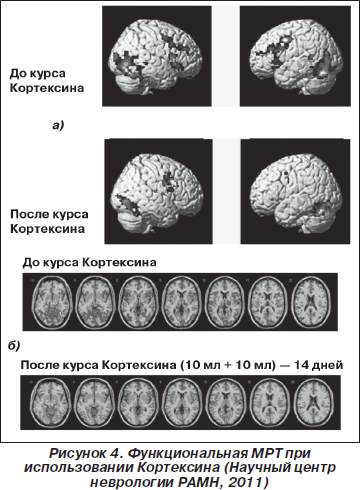 До курса
Кортексина
а)
После курса
Кортексина
До курса Кортексина
б)
После курса Кортексина (10 мл + 10 мл) — 14 дней
Рисунок 4. Функциональная МРТ при
использовании Кортексина (Научный центр
неврологии РАМН, 2011)